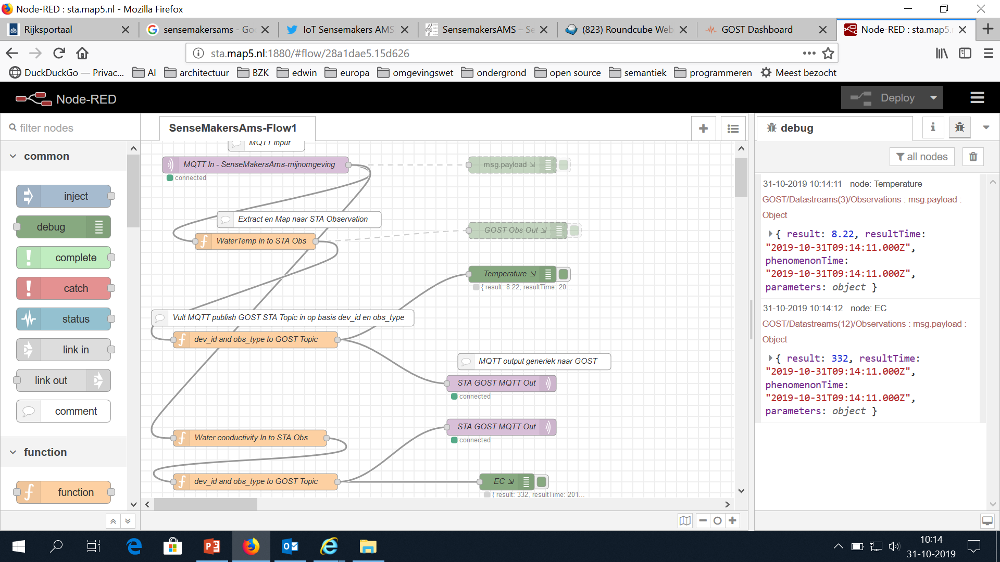 Node-RED : sta.map5.nl - Mozilla Firefox
Rijksportaal
sensemakersams - Go
IoT Sensemakers AMS
SensemakersAMS – Se
(823) Roundcube Web
GOST Dashboard
Node-RED : sta.map5.
sta.map5.nl:1880/#flow/28a1dae5.15d626
DuckDuckGo — Privac...
AI
architectuur
BZK
edwin
europa
omgevingswet
ondergrond
open source
semantiek
programmeren
Meest bezocht
Node-RED
Deploy
filter nodes
common
inject
debug
complete
catch
status
link in
link out
comment
function
function
SenseMakersAms-Flow1
MQTT Input
MQTT In - SenseMakersAms-mijnomgeving
connected
msg.payload
Extract en Map naar STA Observation
WaterTemp In to STA Obs
GOST Obs Out
Temperature
{ result: 8.22, resultTime: 20...
Vult MQTT publish GOST STA Topic in op basis dev_id en obs_type
dev_id and obs_type to GOST Topic
MQTT output generiek naar GOST
STA GOST MQTT Out
connected
STA GOST MQTT Out
connected
Water conductivity In to STA Obs
dev_id and obs_type to GOST Topic
EC
{ result: 332, resultTime: 201...
debug
all nodes
31-10-2019 10:14:11 node: Temperature
GOST/Datastreams(3)/Observations : msg.payload :
Object
{ result: 8.22, resultTime:
"2019-10-31T09:14:11.000Z",
phenomenonTime:
"2019-10-31T09:14:11.000Z",
parameters: object }
31-10-2019 10:14:12 node: EC
GOST/Datastreams(12)/Observations : msg.payload :
Object
{ result: 332, resultTime:
"2019-10-31T09:14:11.000Z",
phenomenonTime:
"2019-10-31T09:14:11.000Z",
parameters: object }
10:14
31-10-2019